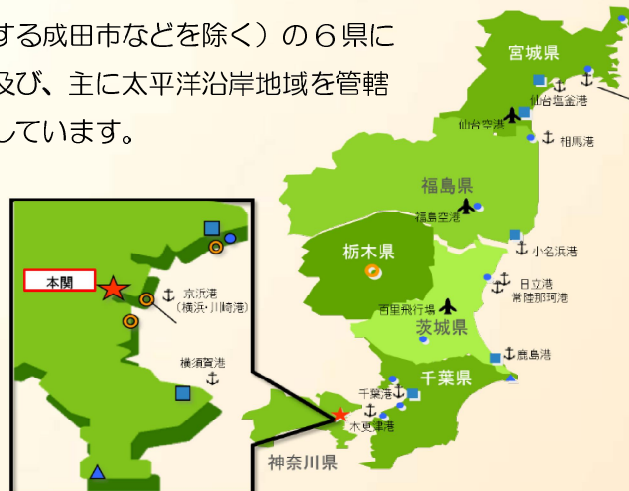 する成田市などを除く）の６県に
及び、主に太平洋沿岸地域を管轄
しています。
宮城県
仙台塩釜港
仙台空港
相馬港
福島県
福島空港
小名浜港
栃木県
日立港
常陸那珂港
百里飛行場
茨城県
鹿島港
千葉県
千葉港
木更津港
神奈川県
本関
京浜港
（横浜・川崎港）
横須賀港